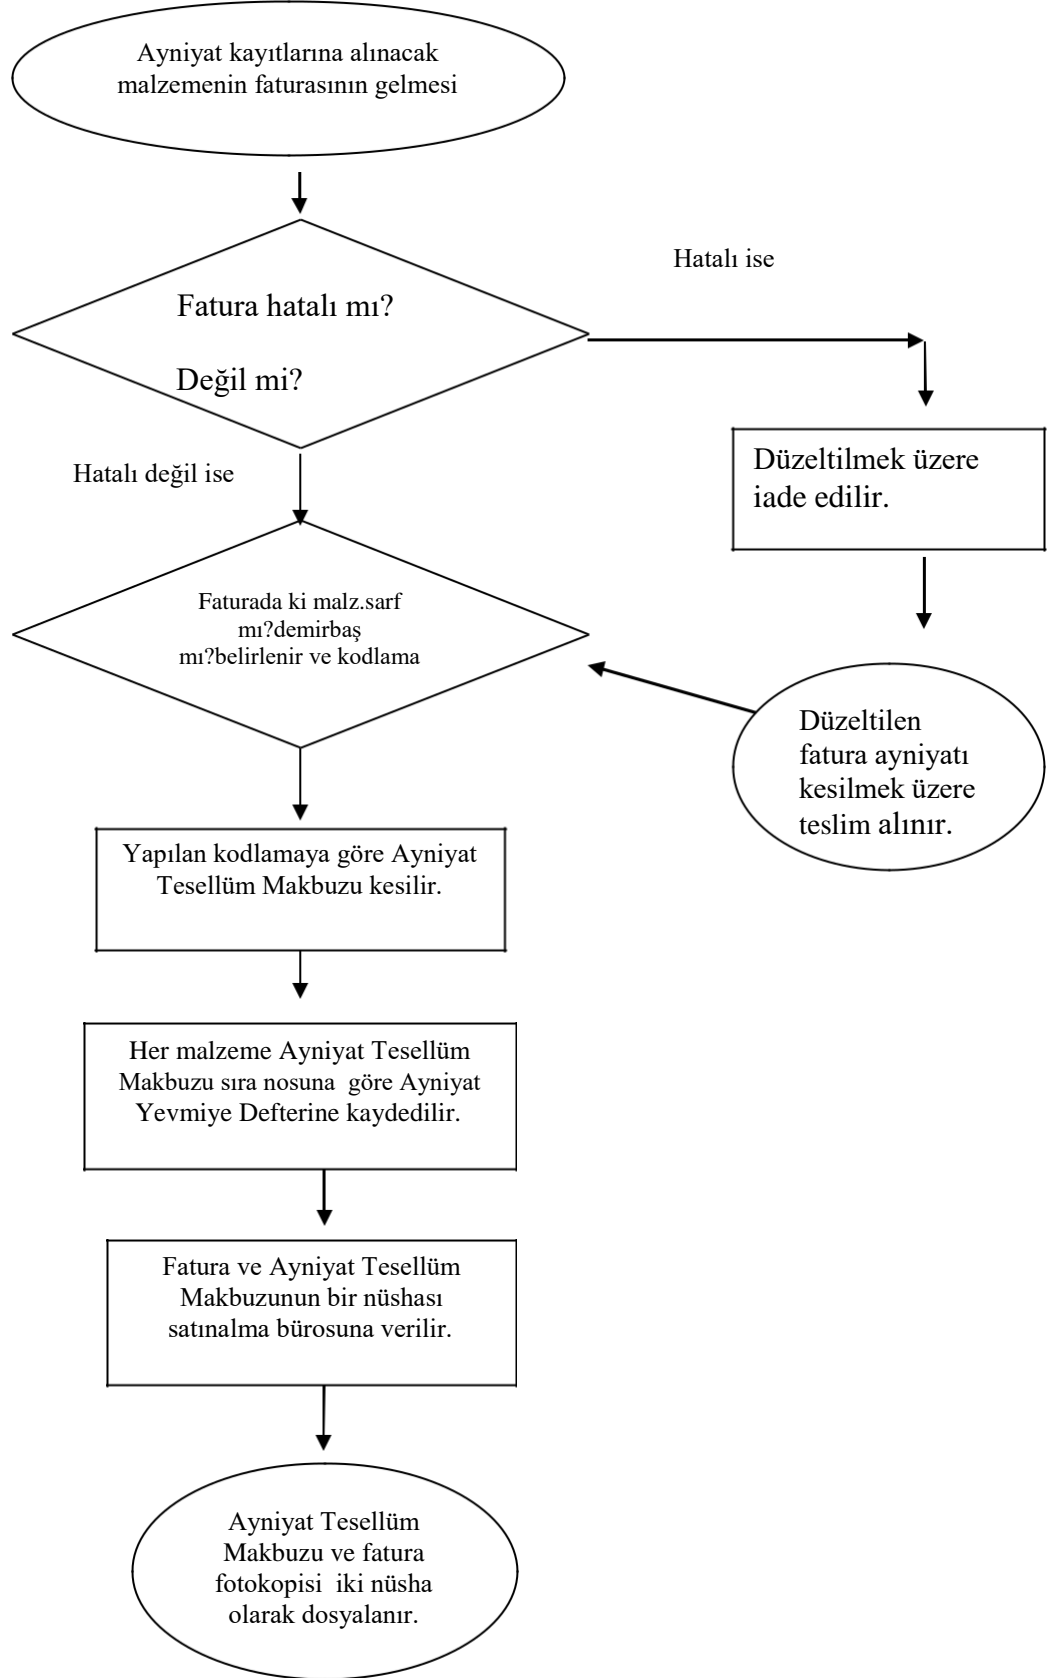 Ayniyat kayıtlarına alınacak
malzemenin faturasının gelmesi
Hatalı ise
Fatura hatalı mı?
Değil mi?
Hatalı değil ise
Düzeltilmek üzere
iade edilir.
Faturada ki malz.sarf
mı?demirbaş
mı?belirlenir ve kodlama
Düzeltilen
fatura ayniyatı
kesilmek üzere
teslim alınır.
Yapılan kodlamaya göre Ayniyat
Tesellüm Makbuzu kesilir.
Her malzeme Ayniyat Tesellüm
Makbuzu sıra nosuna göre Ayniyat
Yevmiye Defterine kaydedilir.
Fatura ve Ayniyat Tesellüm
Makbuzunun bir nüshası
satınalma bürosuna verilir.
Ayniyat Tesellüm
Makbuzu ve fatura
fotokopisi iki nüsha
olarak dosyalanır.